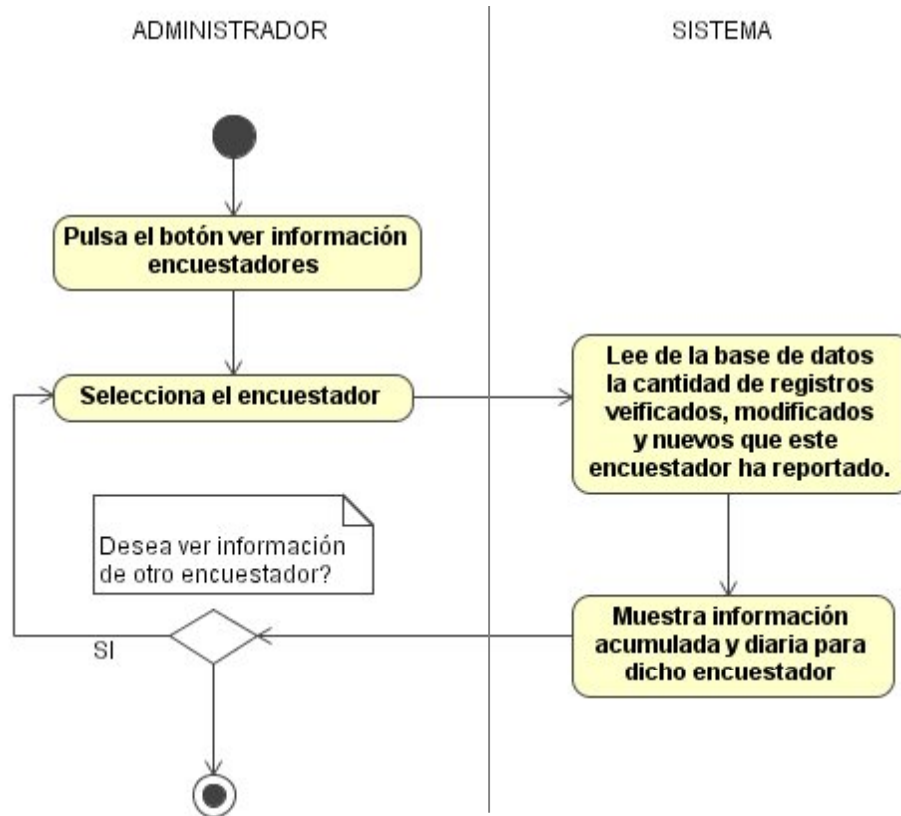 ADMINISTRADOR
SISTEMA
Pulsa el botón ver información
encuestadores
Selecciona el encuestador
Lee de la base de datos
la cantidad de registros
veificados, modificados
y nuevos que este
encuestador ha reportado.
Desea ver información
de otro encuestador?
SI
Muestra información
acumulada y diaria para
dicho encuestador